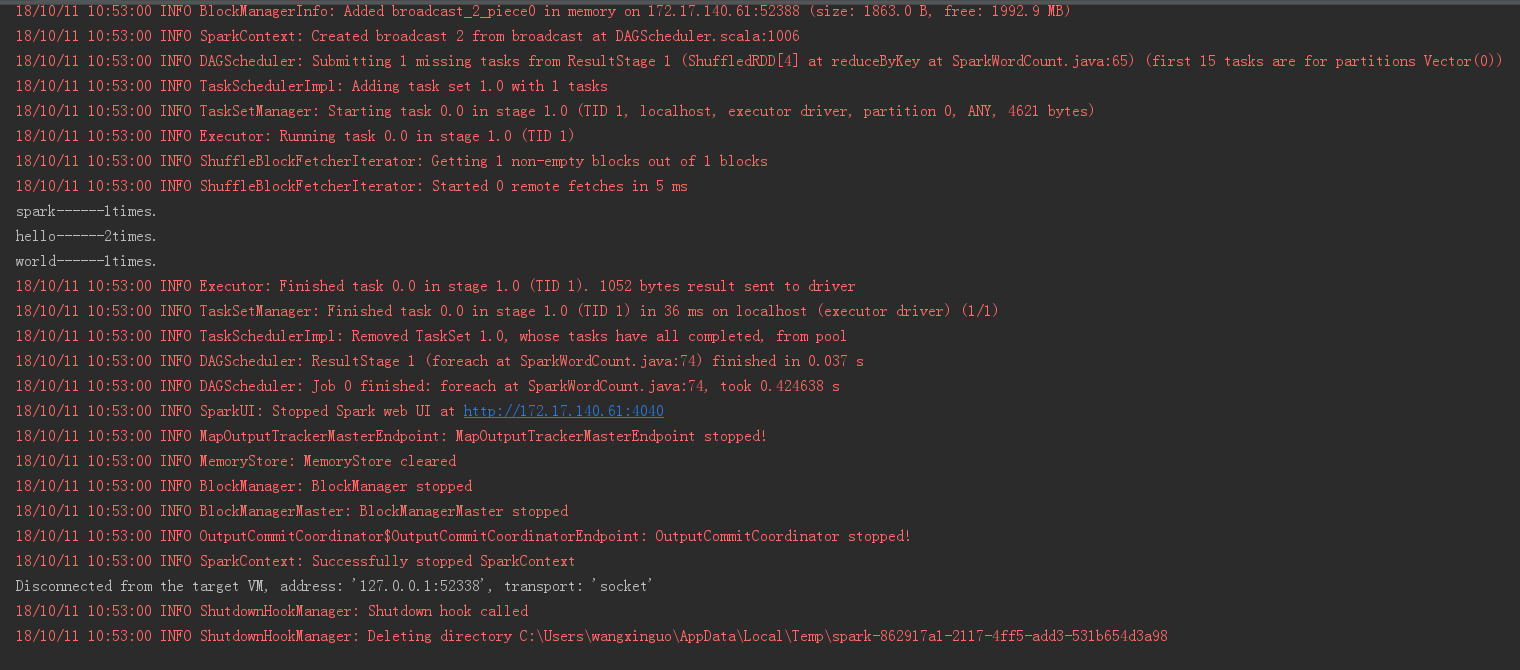 18/10/11 10:53:00 INFO BlockManagerInfo: Added broadcast_2_piece0 in memory on 172.17.140.61:52388 (size: 1863.0 B, free: 1992.9 MB)
18/10/11 10:53:00 INFO SparkContext: Created broadcast 2 from broadcast at DAGScheduler.scala:1006
18/10/11 10:53:00 INFO DAGScheduler: Submitting 1 missing tasks from ResultStage 1 (ShuffledRDD[4] at reduceByKey at SparkWordCount.java:65) (first 15 tasks are for partitions Vector(0))
18/10/11 10:53:00 INFO TaskSchedulerImpl: Adding task set 1.0 with 1 tasks
18/10/11 10:53:00 INFO TaskSetManager: Starting task 0.0 in stage 1.0 (TID 1, localhost, executor driver, partition 0, ANY, 4621 bytes)
18/10/11 10:53:00 INFO Executor: Running task 0.0 in stage 1.0 (TID 1)
18/10/11 10:53:00 INFO ShuffleBlockFetcherIterator: Getting 1 non-empty blocks out of 1 blocks
18/10/11 10:53:00 INFO ShuffleBlockFetcherIterator: Started 0 remote fetches in 5 ms
spark------1times.
hello------2times.
world------1times.
18/10/11 10:53:00 INFO Executor: Finished task 0.0 in stage 1.0 (TID 1). 1052 bytes result sent to driver
18/10/11 10:53:00 INFO TaskSetManager: Finished task 0.0 in stage 1.0 (TID 1) in 36 ms on localhost (executor driver) (1/1)
18/10/11 10:53:00 INFO TaskSchedulerImpl: Removed TaskSet 1.0, whose tasks have all completed, from pool
18/10/11 10:53:00 INFO DAGScheduler: ResultStage 1 (foreach at SparkWordCount.java:74) finished in 0.037 s
18/10/11 10:53:00 INFO DAGScheduler: Job 0 finished: foreach at SparkWordCount.java:74, took 0.424638 s
18/10/11 10:53:00 INFO SparkUI: Stopped Spark web UI at http://172.17.140.61:4040
18/10/11 10:53:00 INFO MapOutputTrackerMasterEndpoint: MapOutputTrackerMasterEndpoint stopped!
18/10/11 10:53:00 INFO MemoryStore: MemoryStore cleared
18/10/11 10:53:00 INFO BlockManager: BlockManager stopped
18/10/11 10:53:00 INFO BlockManagerMaster: BlockManagerMaster stopped
18/10/11 10:53:00 INFO OutputCommitCoordinator$OutputCommitCoordinatorEndpoint: OutputCommitCoordinator stopped!
18/10/11 10:53:00 INFO SparkContext: Successfully stopped SparkContext
Disconnected from the target VM, address: '127.0.0.1:52338', transport: 'socket'
18/10/11 10:53:00 INFO ShutdownHookManager: Shutdown hook called
18/10/11 10:53:00 INFO ShutdownHookManager: Deleting directory C:\Users\wangxinguo\AppData\Local\Temp\spark-862917a1-2117-4ff5-add3-531b654d3a98